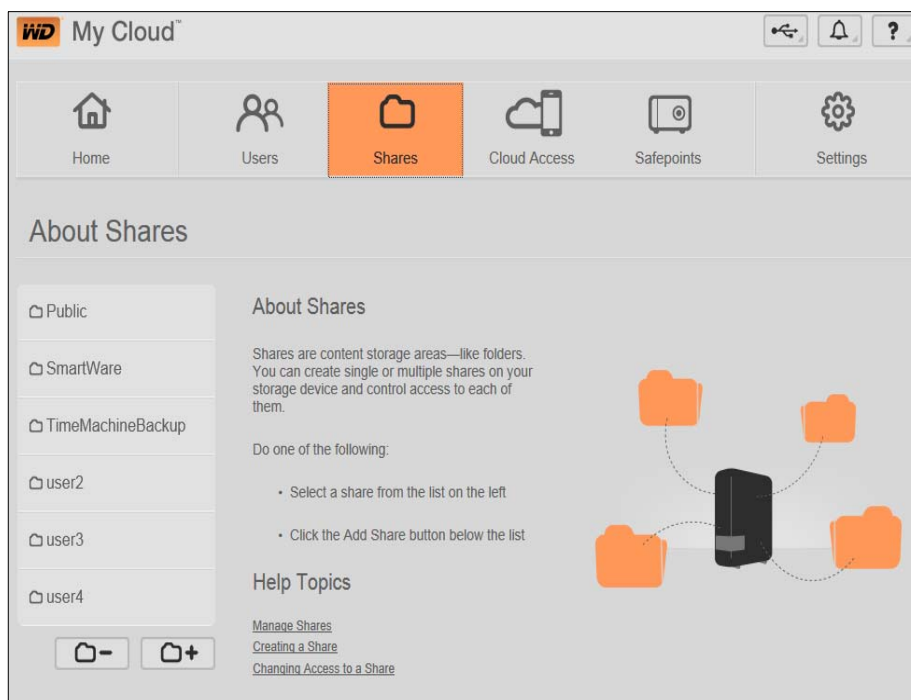 WD My Cloud™
?
Home
Users
Shares
Cloud Access
Safepoints
Settings
About Shares
Public
SmartWare
TimeMachineBackup
user2
user3
user4
About Shares
Shares are content storage areas—like folders.
You can create single or multiple shares on your
storage device and control access to each of
them.
Do one of the following:
• Select a share from the list on the left
• Click the Add Share button below the list
Help Topics
Manage Shares
Creating a Share
Changing Access to a Share